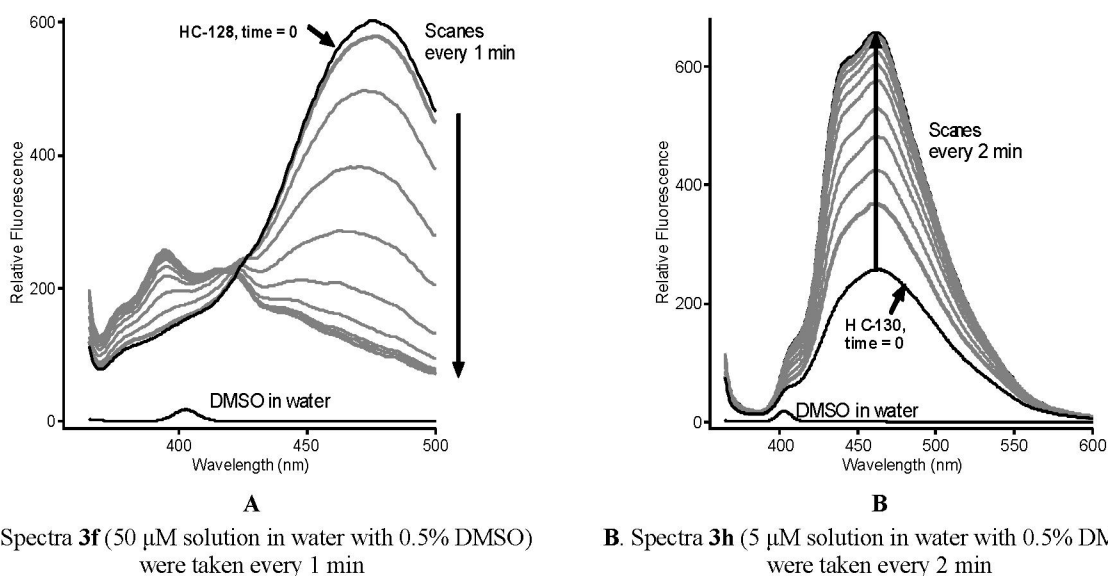 600
400
200
0
Relative Fluorescence
HC-128, time = 0
Scanes
every 1 min
DMSO in water
400
450
500
Wavelength (nm)
A
Spectra 3f (50 μM solution in water with 0.5% DMSO)
were taken every 1 min
600
400
200
0
Relative Fluorescence
Scanes
every 2 min
H C-130,
time = 0
DMSO in water
400
450
500
550
600
Wavelength (nm)
B
B. Spectra 3h (5 μM solution in water with 0.5% DM
were taken every 2 min